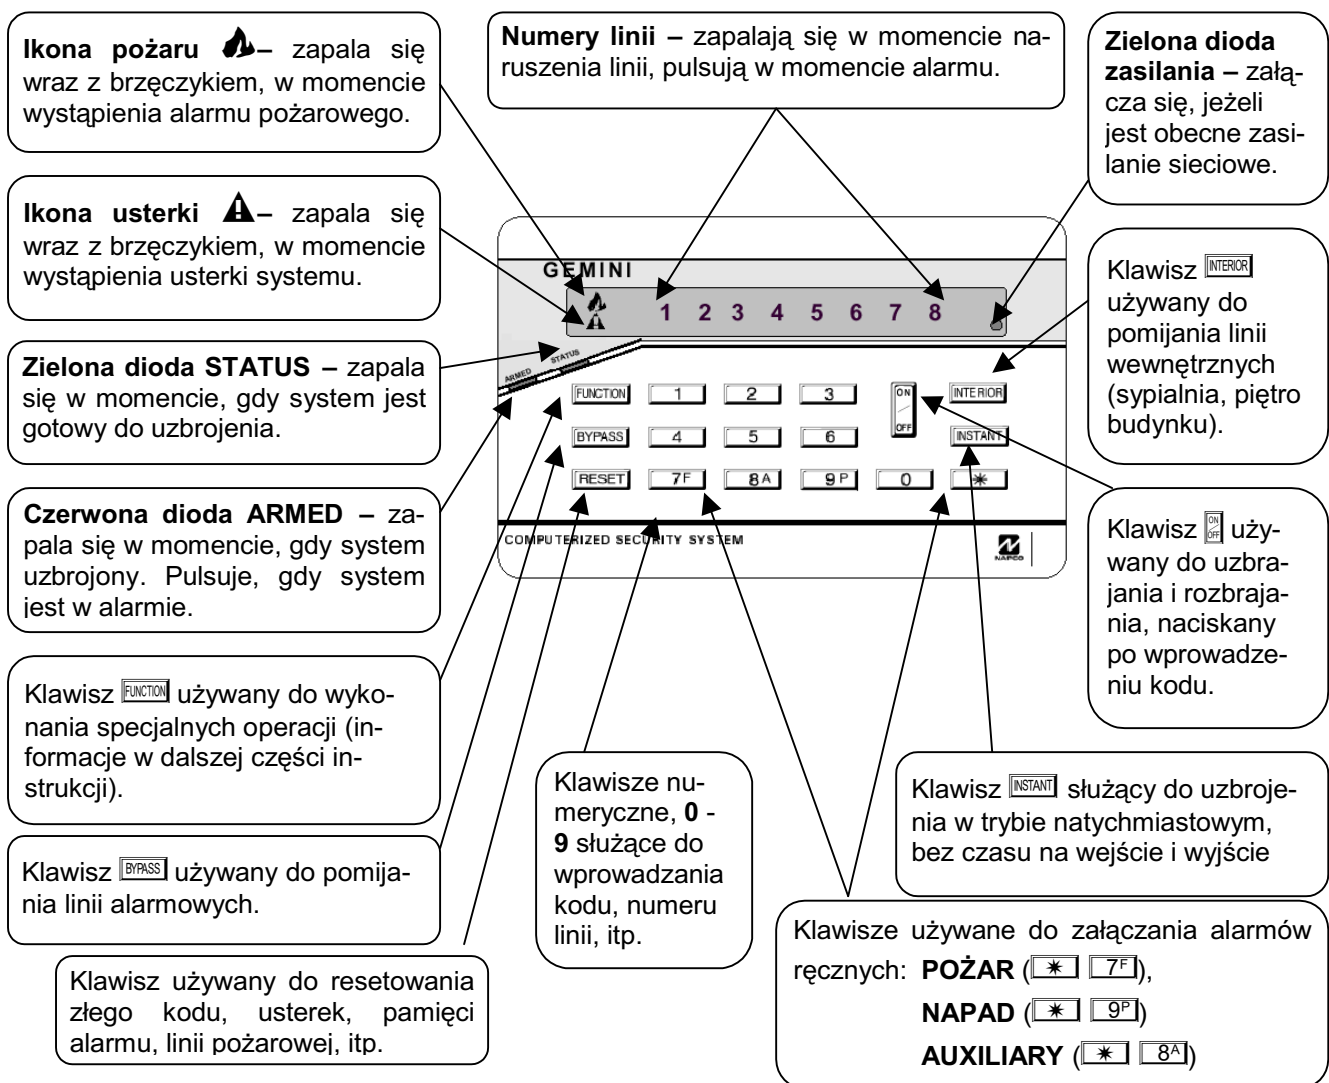 Ikona pożaru – zapala się
wraz z brzęczykiem, w momencie
wystąpienia alarmu pożarowego.
Numery linii – zapalają się w momencie na-
ruszenia linii, pulsują w momencie alarmu.
Zielona dioda
zasilania – załą-
cza się, jeżeli
jest obecne zasi-
lanie sieciowe.
Ikona usterki – zapala się
wraz z brzęczykiem, w momencie
wystąpienia usterki systemu.
Zielona dioda STATUS – zapala
się w momencie, gdy system jest
gotowy do uzbrojenia.
Czerwona dioda ARMED – za-
pala się w momencie, gdy system
uzbrojony. Pulsuje, gdy system
jest w alarmie.
GEMINI
1 2 3 4 5 6 7 8
STATUS
ARMED
FUNCTION 1 2 3 ON OFF INTERIOR
BYPASS 4 5 6 INSTANT
RESET 7F 8A 9P 0 ✷
COMPUTERIZED SECURITY SYSTEM
NAPCO
Klawisz INTERIOR
używany do
pomijania linii
wewnętrznych
(sypialnia, piętro
budynku).
Klawisz ON OFF uży-
wany do uzbra-
jania i rozbraja-
nia, naciskany
po wprowadze-
niu kodu.
Klawisz FUNCTION używany do wyko-
nania specjalnych operacji (in-
formacje w dalszej części in-
strukcji).
Klawisz BYPASS używany do pomija-
nia linii alarmowych.
Klawisz używany do resetowania
złego kodu, usterek, pamięci
alarmu, linii pożarowej, itp.
Klawisze nu-
meryczne, 0 -
9 służące do
wprowadzania
kodu, numeru
linii, itp.
Klawisz INSTANT służący do uzbroje-
nia w trybie natychmiastowym,
bez czasu na wejście i wyjście
Klawisze używane do załączania alarmów
ręcznych: POŻAR (✷ 7F),
NAPAD (✷ 9P)
AUXILIARY (✷ 8A)